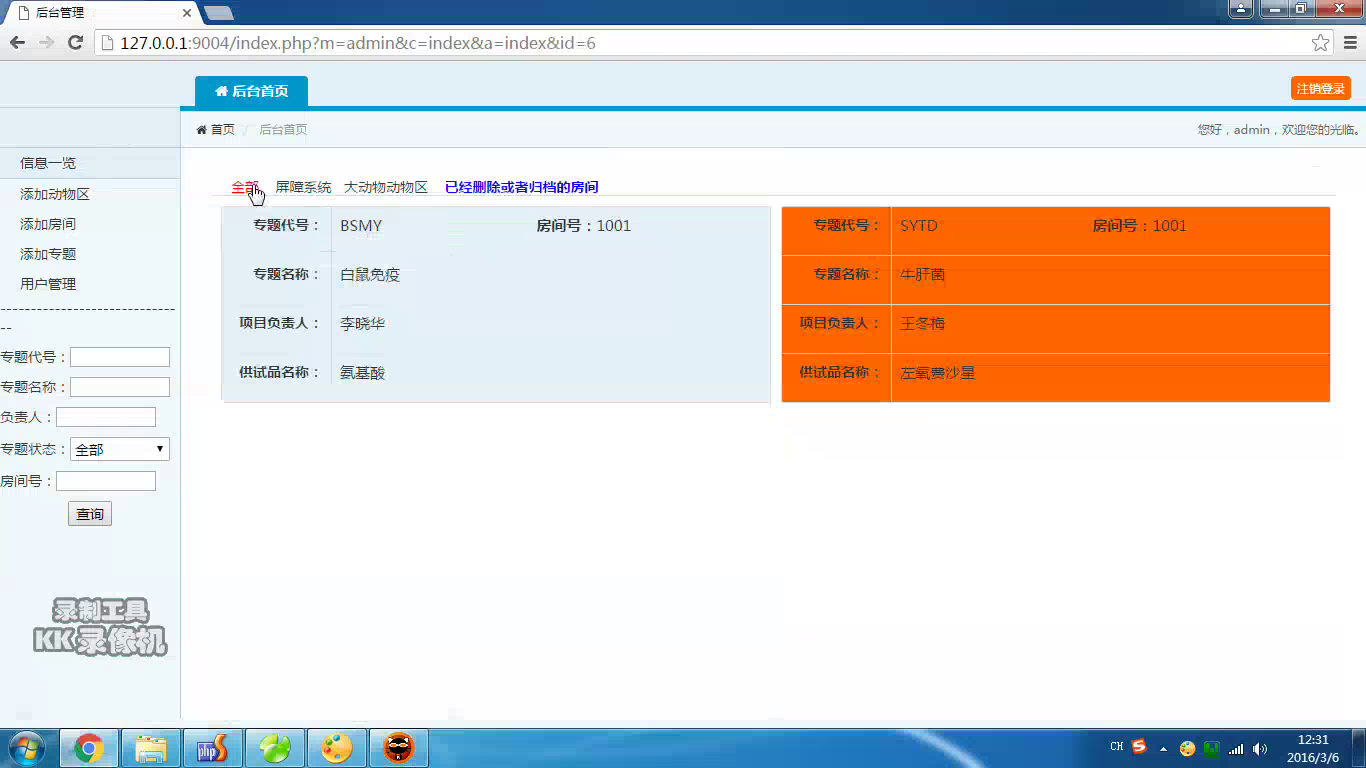 后台管理
127.0.0.1:9004/index.php?m=admin&c=index&a=index&id=6
后台首页
注销登录
首页 后台首页
您好，admin，欢迎您的光临。
信息一览
添加动物区
添加房间
添加专题
用户管理
--
专题代号：
专题名称：
负责人：
专题状态： 全部
房间号：
查询
全部 屏障系统 大动物动物区 已经删除或者归档的房间
专题代号： BSMY 房间号：1001
专题名称： 白鼠免疫
项目负责人： 李晓华
供试品名称： 氨基酸
专题代号： SYTD 房间号：1001
专题名称： 牛肝菌
项目负责人： 王冬梅
供试品名称： 左氧费沙星
录制工具
KK录像机
php
CH
12:31
2016/3/6